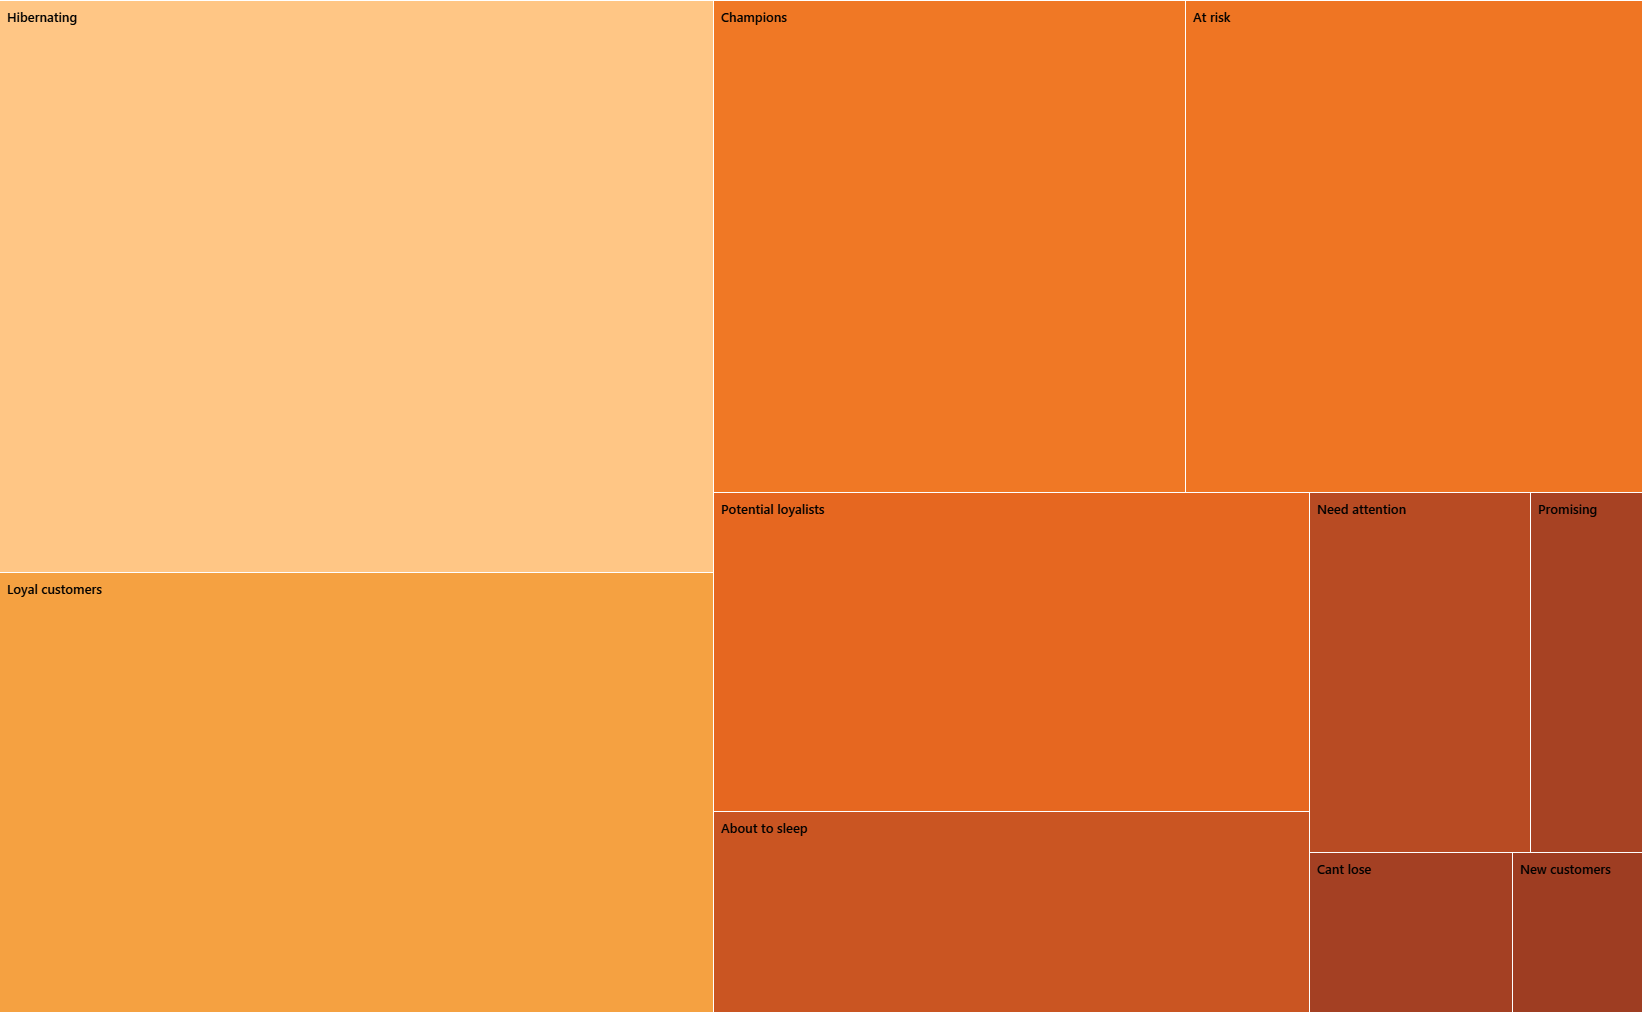 Hibernating
Champions
At risk
Potential loyalists
Need attention
Promising
Loyal customers
About to sleep
Cant lose
New customers